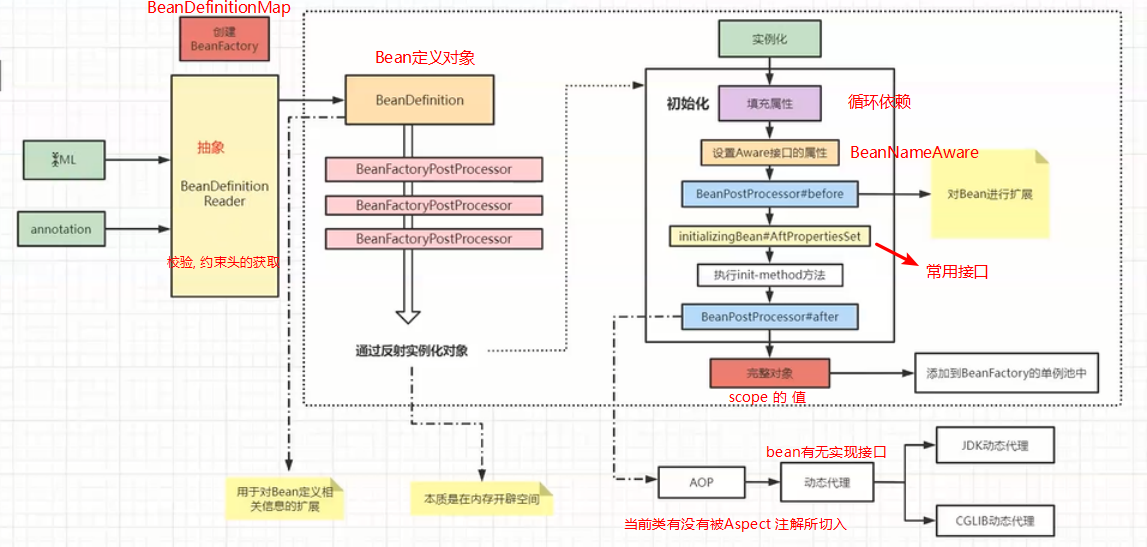 BeanDefinitionMap
创建
BeanFactory
XML
annotation
抽象
BeanDefinition
Reader
校验, 约束头的获取
Bean定义对象
BeanDefinition
BeanFactoryPostProcessor
BeanFactoryPostProcessor
BeanFactoryPostProcessor
通过反射实例化对象
用于对Bean定义相
关信息的扩展
本质是在内存开辟空间
实例化
初始化
填充属性
循环依赖
设置Aware接口的属性
BeanNameAware
BeanPostProcessor#before
对Bean进行扩展
initializingBean#AftPropertiesSet
常用接口
执行init-method方法
BeanPostProcessor#after
完整对象
添加到BeanFactory的单例池中
scope 的 值
bean有无实现接口
AOP
动态代理
JDK动态代理
CGLIB动态代理
当前类有没有被Aspect 注解所切入